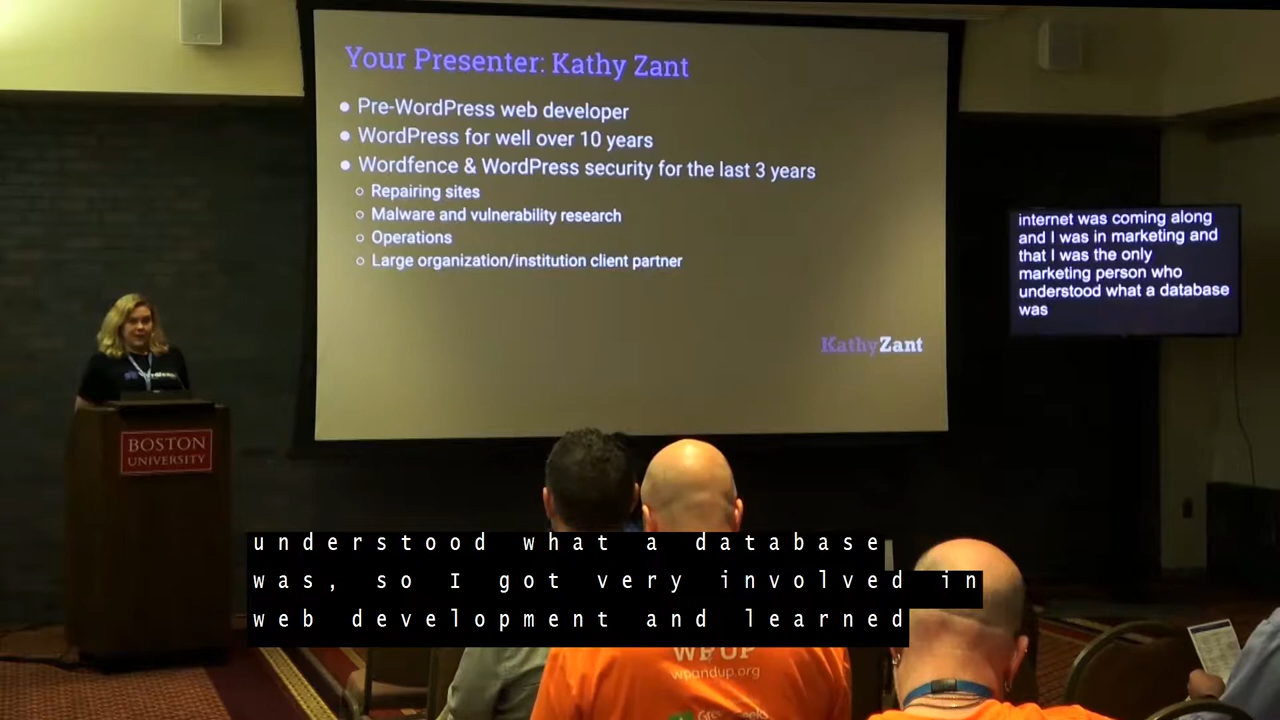 Your Presenter: Kathy Zant
● Pre-WordPress web developer
● WordPress for well over 10 years
● Wordfence & WordPress security for the last 3 years
○ Repairing sites
○ Malware and vulnerability research
○ Operations
○ Large organization/institution client partner
KathyZant
internet was coming along
and I was in marketing and
that I was the only
marketing person who
understood what a database
was
BOSTON
UNIVERSITY
understood what a database
was, so I got very involved in
web development and learned
WP UP
wpandup.org